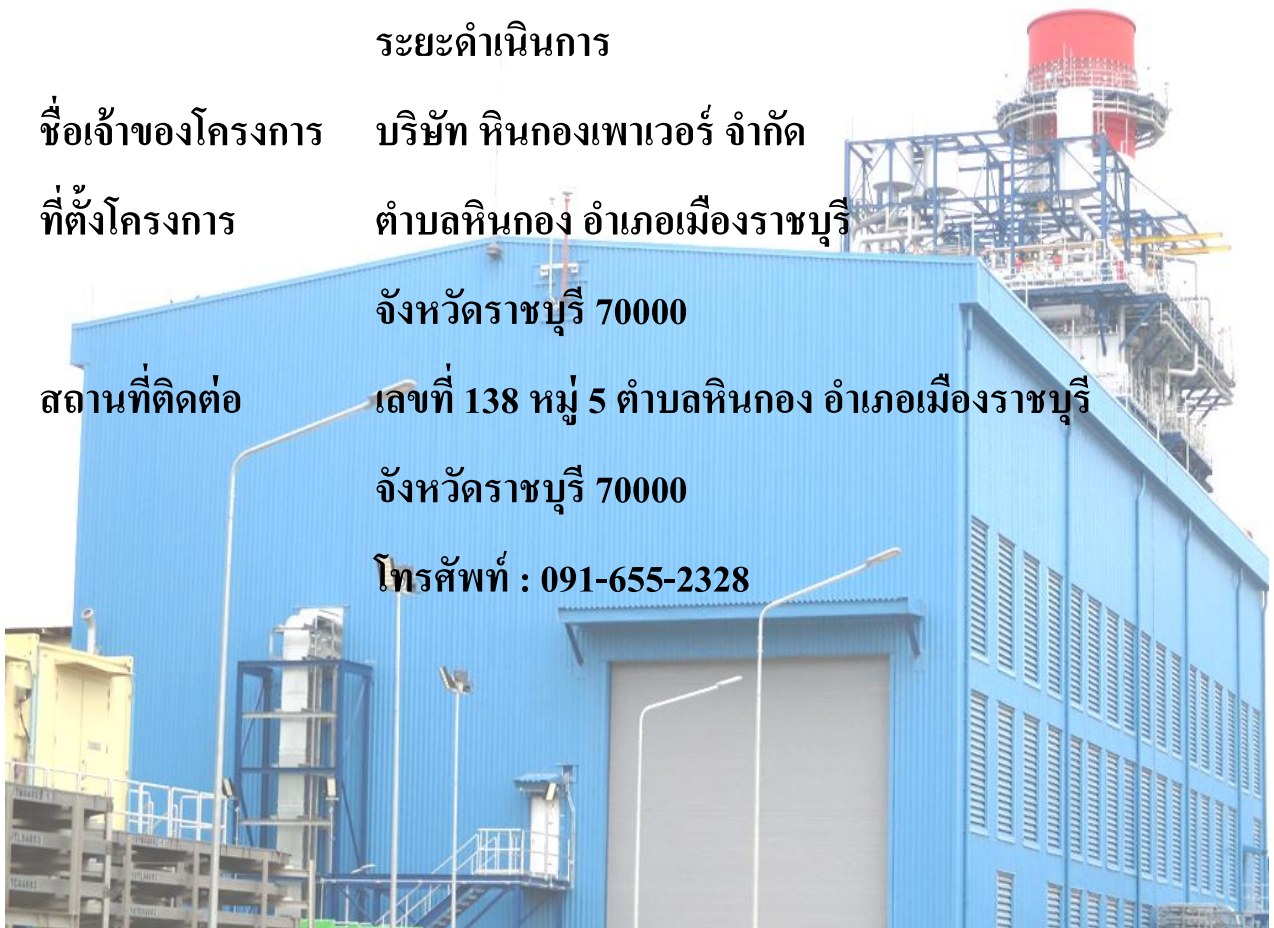 ระยะดำเนินการ
ชื่อเจ้าของโครงการ บริษัท หินกองเพาเวอร์ จำกัด
ที่ตั้งโครงการ ตำบลหินกอง อำเภอเมืองราชบุรี
จังหวัดราชบุรี 70000
สถานที่ติดต่อ เลขที่ 138 หมู่ 5 ตำบลหินกอง อำเภอเมืองราชบุรี
จังหวัดราชบุรี 70000
โทรศัพท์ : 091-655-2328